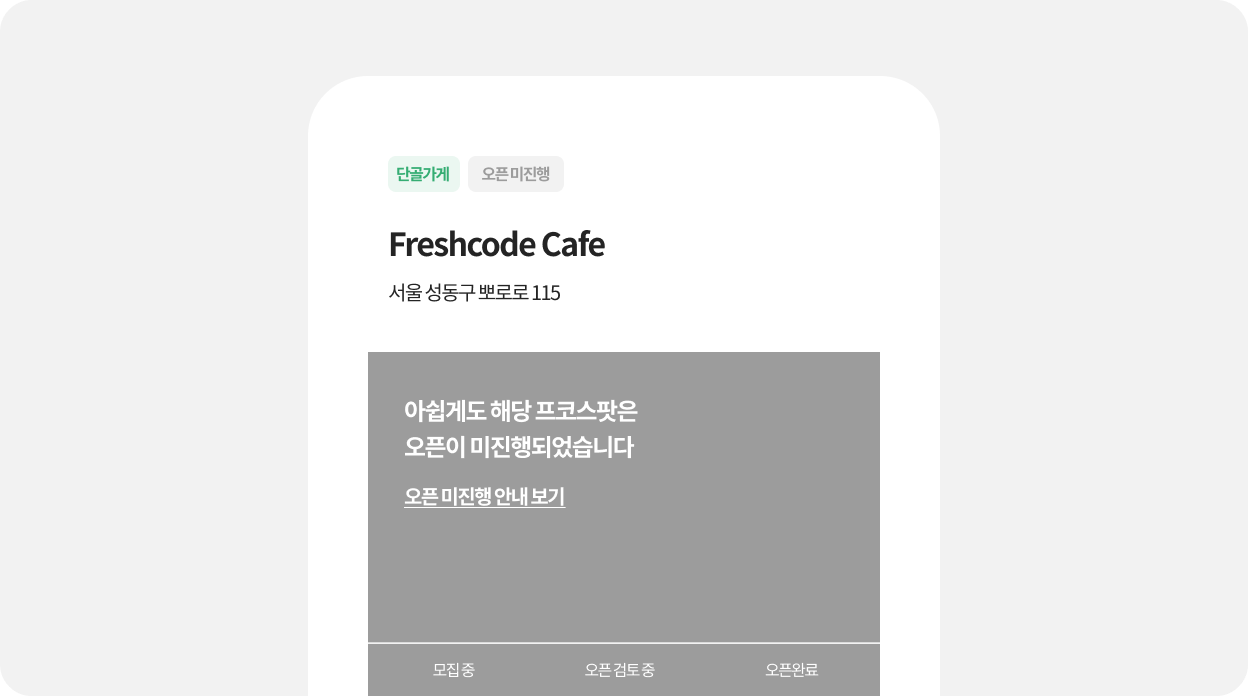 단골가게 오픈 미진행
Freshcode Cafe
서울 성동구 뽀로로 115
아쉽게도 해당 프코스팟은
오픈이 미진행되었습니다
오픈 미진행 안내 보기
모집 중 오픈 검토 중 오픈완료